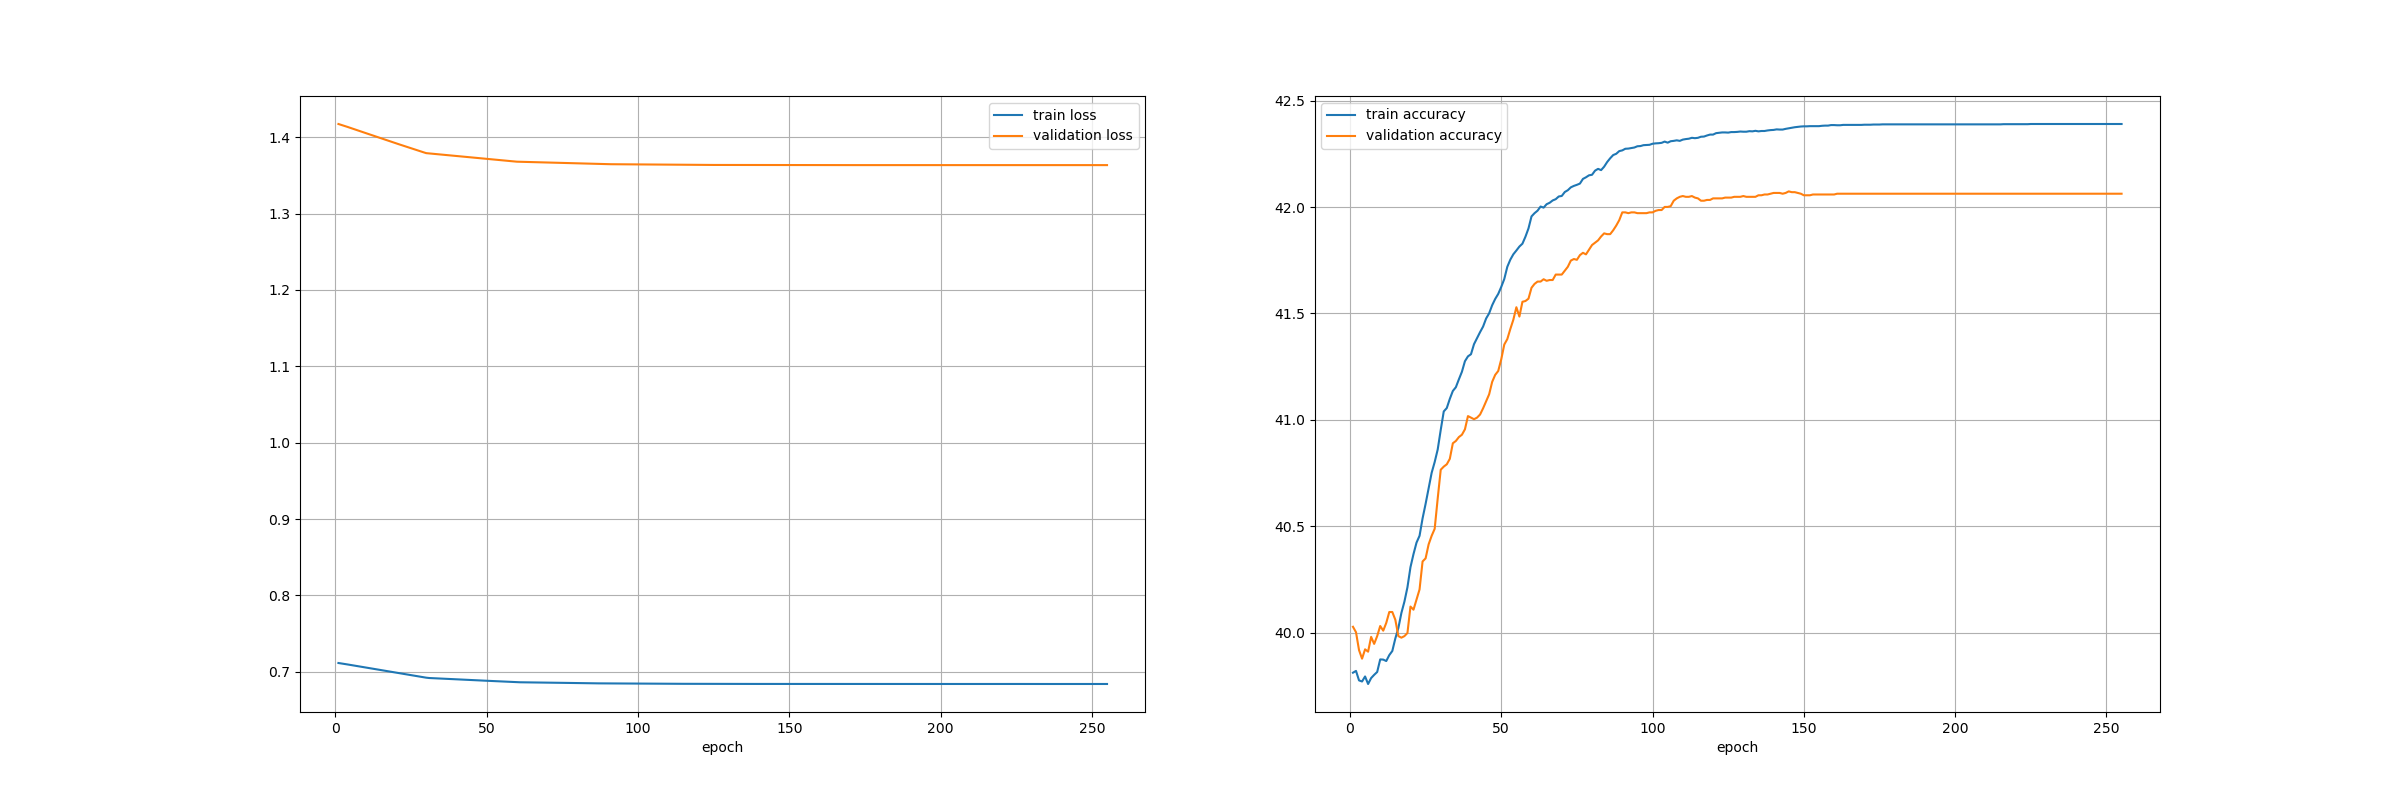 train loss
validation loss
1.4
1.3
1.2
1.1
1.0
0.9
0.8
0.7
0 50 100 150 200 250
epoch
train accuracy
validation accuracy
42.5
42.0
41.5
41.0
40.5
40.0
0 50 100 150 200 250
epoch